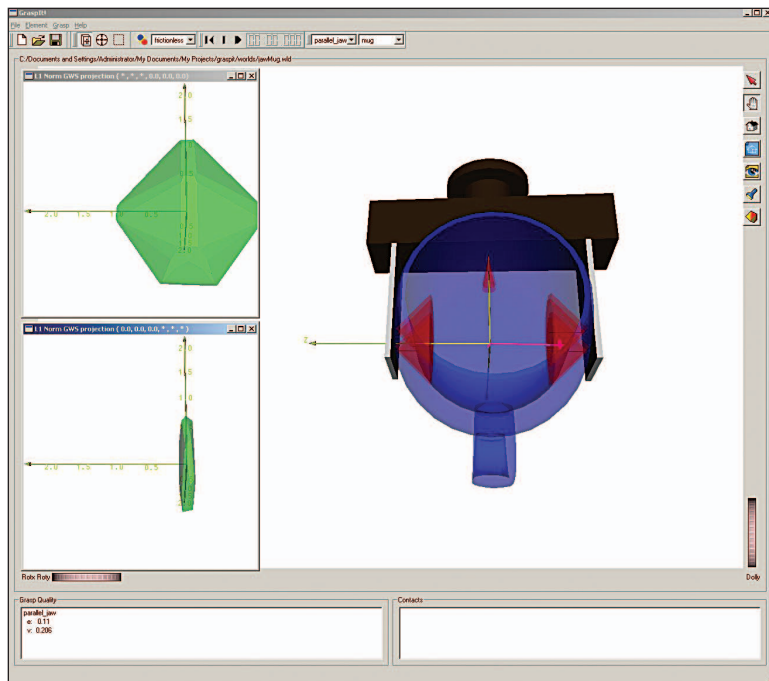 GraspIt!
File Element Grasp Help
frictionless
parallel_jaw
mug
C:/Documents and Settings/Administrator/My Documents/My Projects/graspit/worlds/jawMug.wld
L1 Norm GWS projection ( *, *, *, 0.0, 0.0, 0.0)
2.0
1.5
2.0 1.5 1.0 0.5
L1 Norm GWS projection ( 0.0, 0.0, 0.0, *, *, * )
2.0
1.5
1.0
2.0 1.5 1.0 0.5
Z
Rotx Roty
Dolly
Grasp Quality
parallel_jaw
e: 0.11
v: 0.206
Contacts